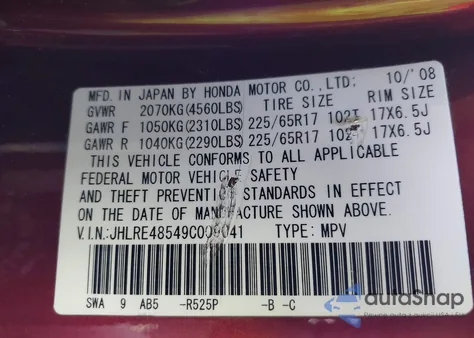 MFD. IN JAPAN BY HONDA MOTOR CO., LTD; 10/'08
GVWR 2070KG(4560LBS) TIRE SIZE RIM SIZE
GAWR F 1050KG(2310LBS) 225/65R17 102T 17X6.5J
GAWR R 1040KG(2290LBS) 225/65R17 102T 17X6.5J
THIS VEHICLE CONFORMS TO ALL APPLICABLE
FEDERAL MOTOR VEHICLE SAFETY
AND THEFT PREVENTION STANDARDS IN EFFECT
ON THE DATE OF MANUFACTURE SHOWN ABOVE.
V.I.N.: TYPE: MPV
SWA 9 AB5 -R525P -B -C
autoSnap